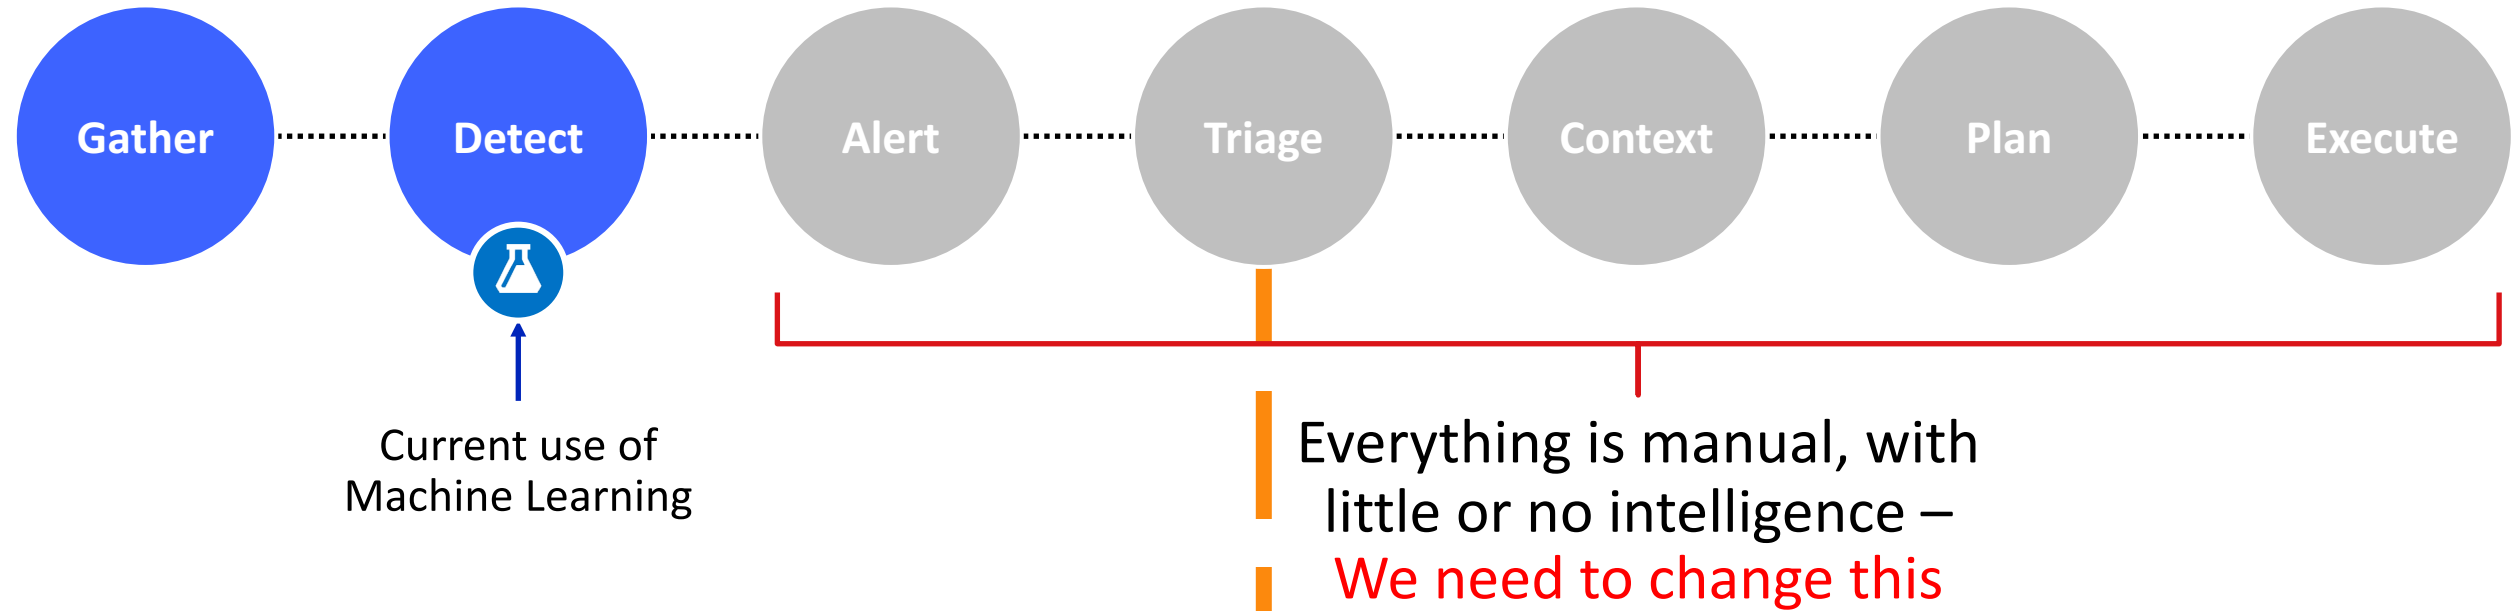 Gather
Detect
Alert
Triage
Context
Plan
Execute
Current use of
Machine Learning
Everything is manual, with
little or no intelligence —
We need to change this